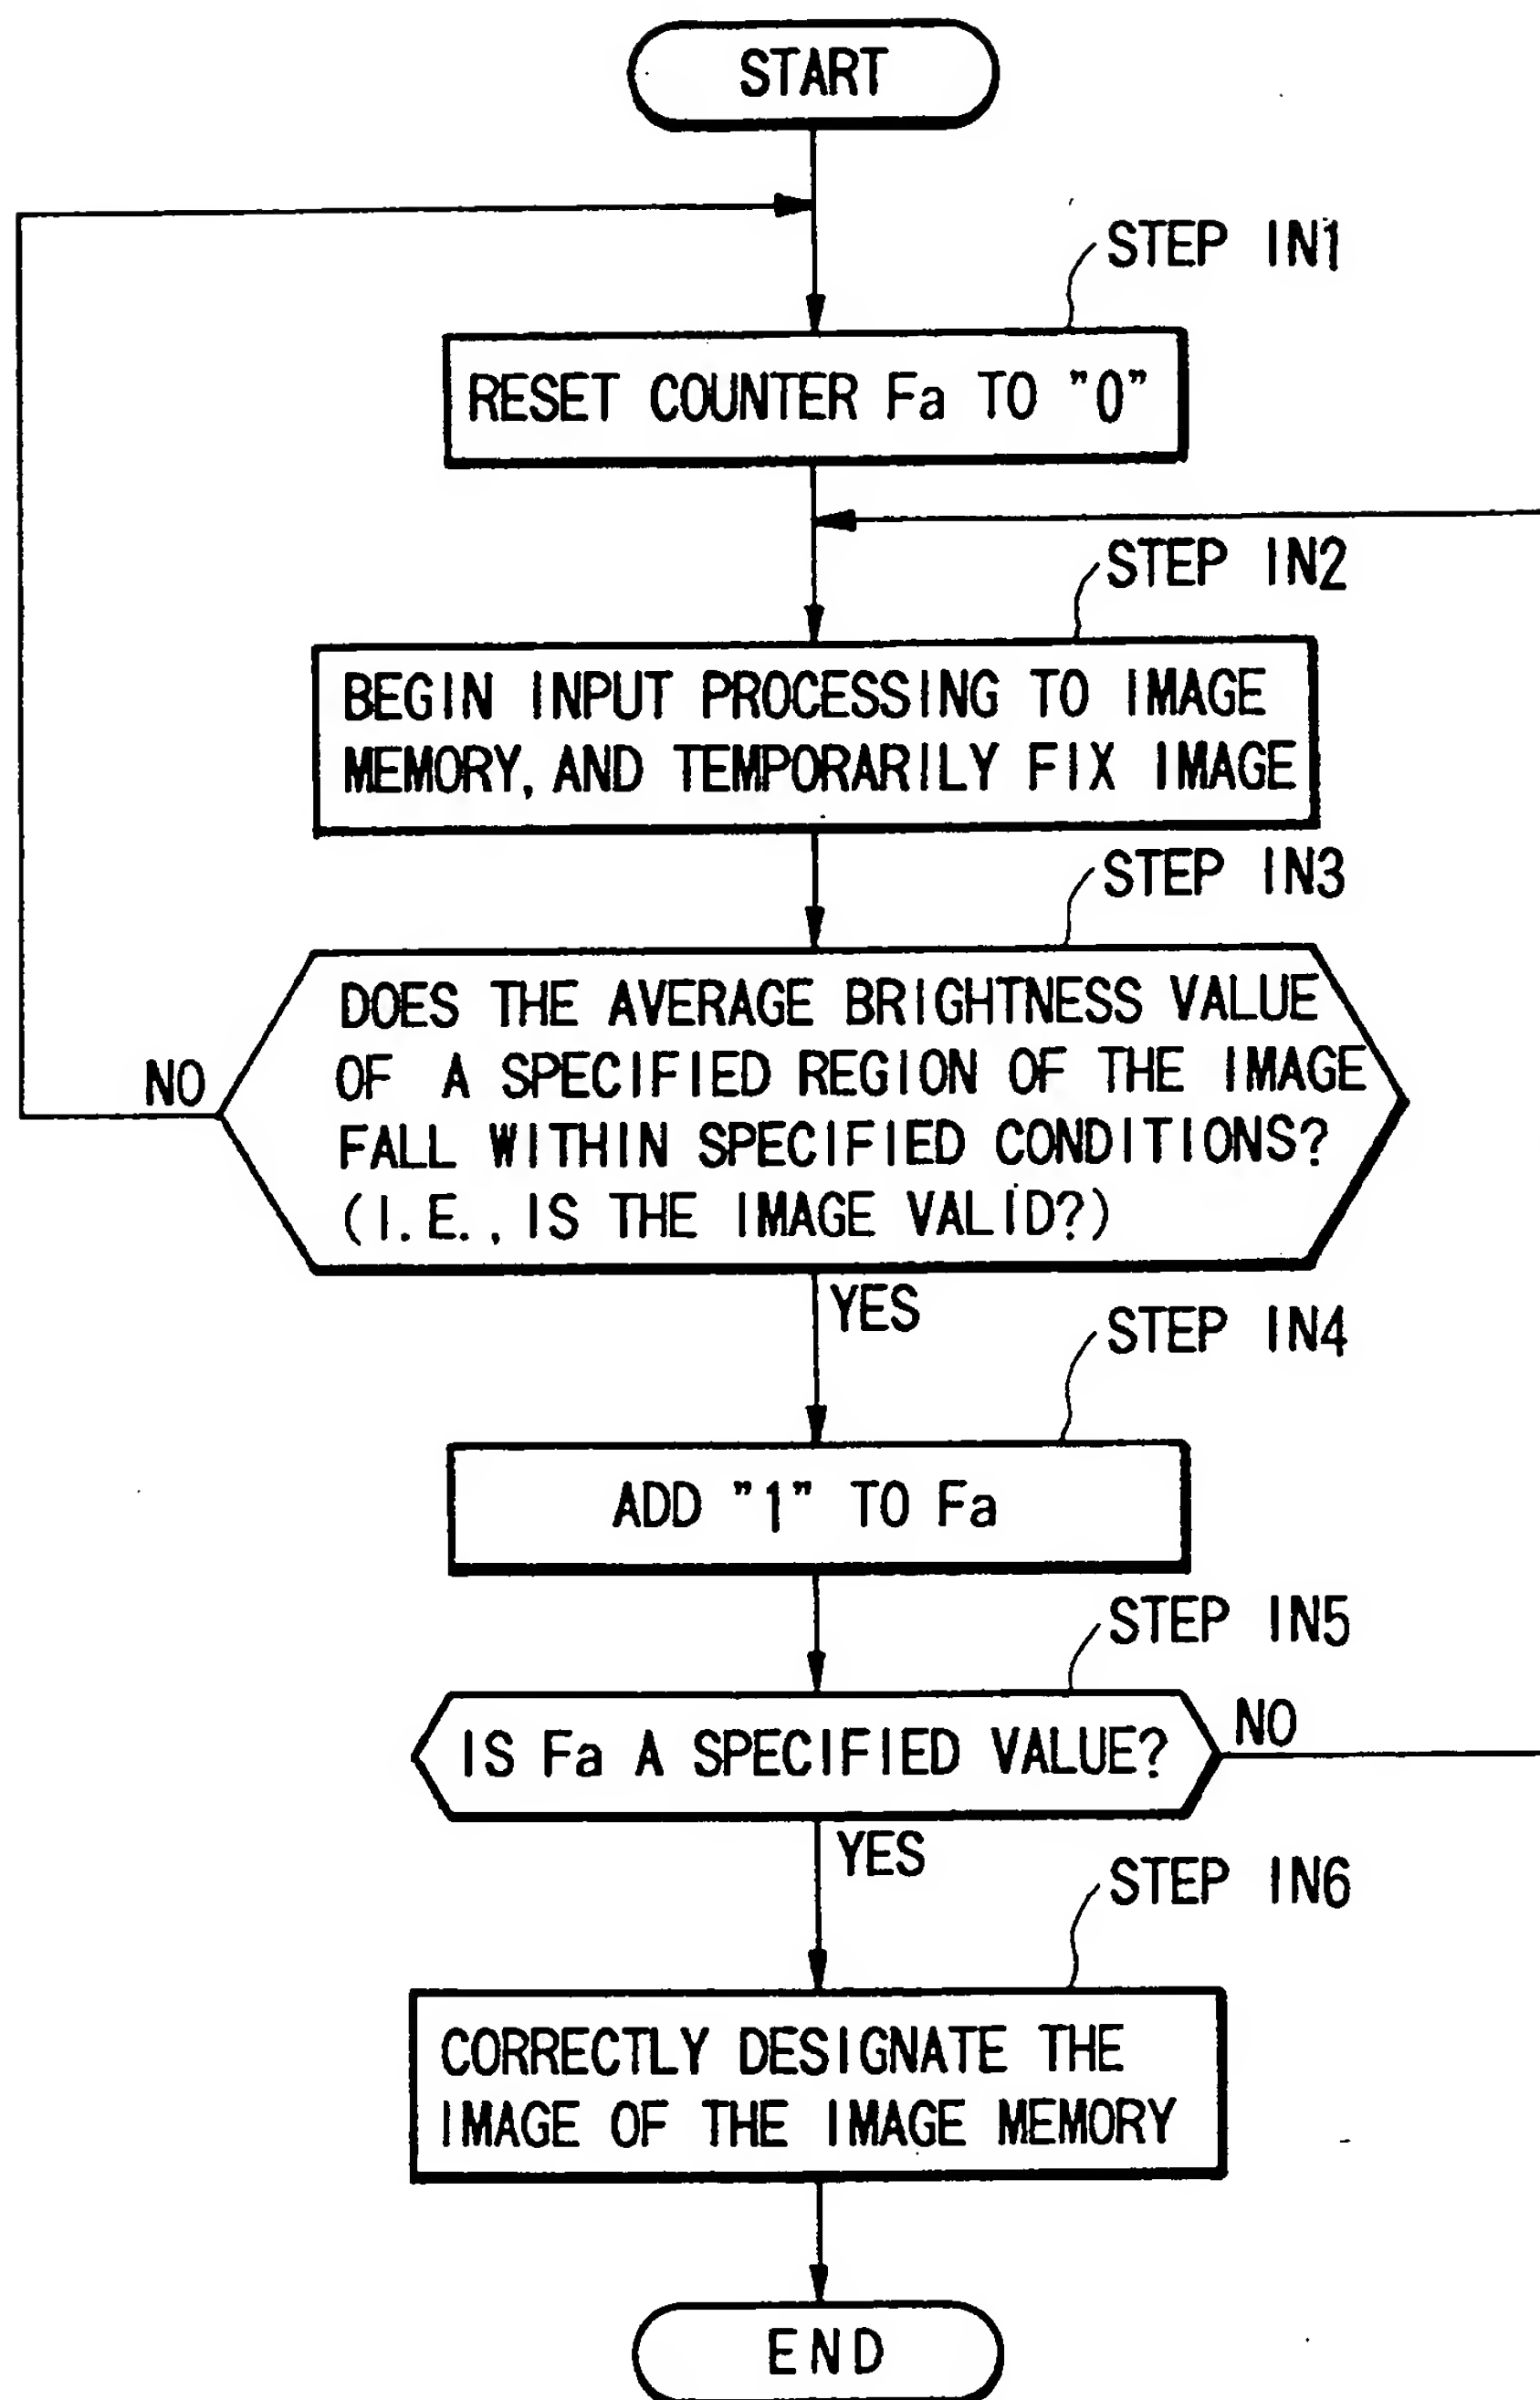 START
STEP IN1
RESET COUNTER Fa TO "0"
STEP IN2
BEGIN INPUT PROCESSING TO IMAGE
MEMORY, AND TEMPORARILY FIX IMAGE
STEP IN3
DOES THE AVERAGE BRIGHTNESS VALUE
OF A SPECIFIED REGION OF THE IMAGE
FALL WITHIN SPECIFIED CONDITIONS?
(I.E., IS THE IMAGE VALID?)
NO
YES
STEP IN4
ADD "1" TO Fa
STEP IN5
IS Fa A SPECIFIED VALUE?
NO
YES
STEP IN6
CORRECTLY DESIGNATE THE
IMAGE OF THE IMAGE MEMORY
END